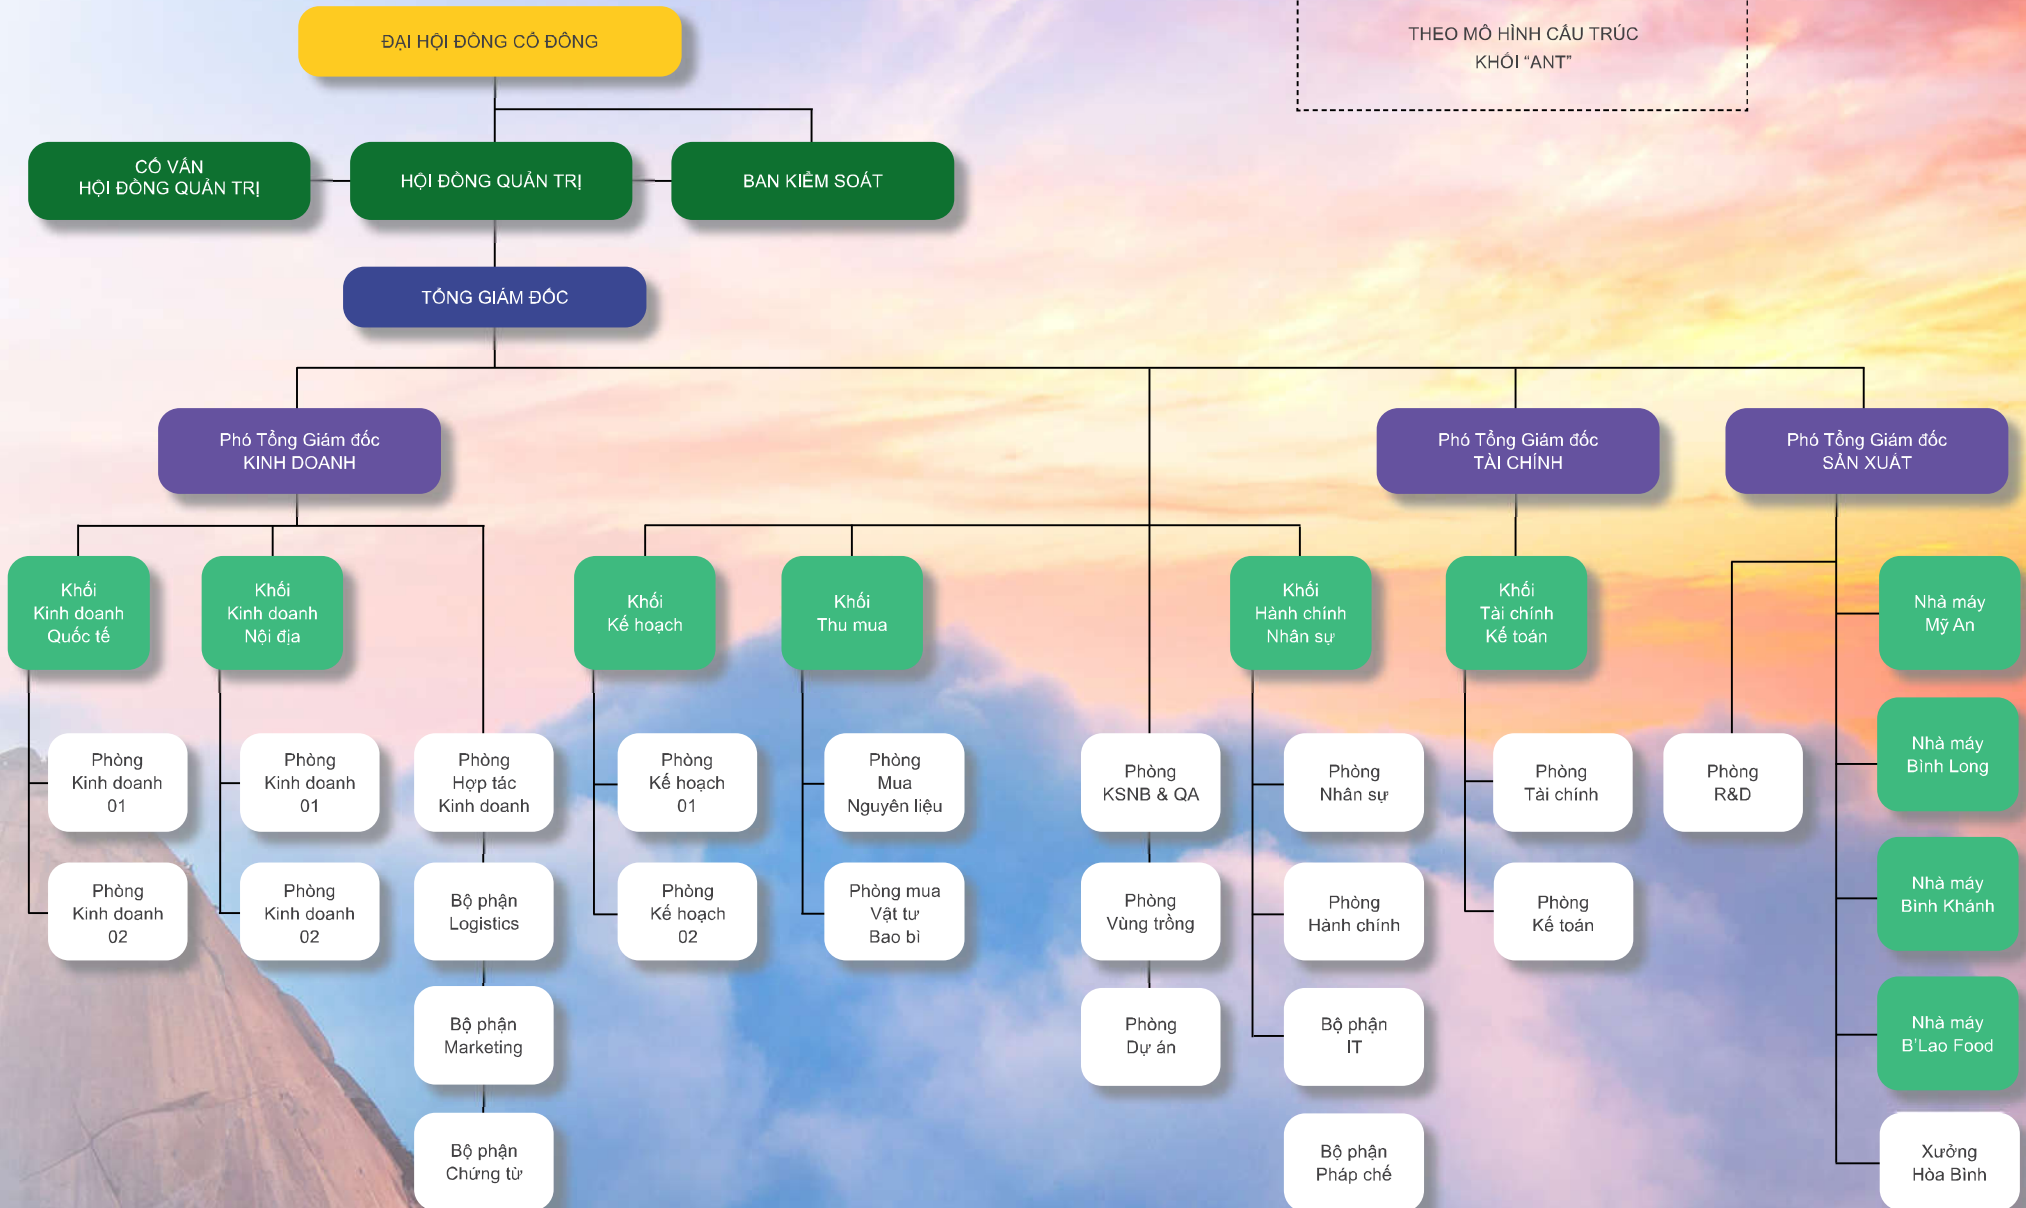 THEO MÔ HÌNH CẤU TRÚC
KHỐI “ANT”
ĐẠI HỘI ĐỒNG CỔ ĐÔNG
CỐ VẤN
HỘI ĐỒNG QUẢN TRỊ
HỘI ĐỒNG QUẢN TRỊ
BAN KIỂM SOÁT
TỔNG GIÁM ĐỐC
Phó Tổng Giám đốc
KINH DOANH
Phó Tổng Giám đốc
TÀI CHÍNH
Phó Tổng Giám đốc
SẢN XUẤT
Khối
Kinh doanh
Quốc tế
Khối
Kinh doanh
Nội địa
Khối
Kế hoạch
Khối
Thu mua
Khối
Hành chính
Nhân sự
Khối
Tài chính
Kế toán
Nhà máy
Mỹ An
Nhà máy
Bình Long
Phòng
Kinh doanh
01
Phòng
Kinh doanh
01
Phòng
Hợp tác
Kinh doanh
Phòng
Kế hoạch
01
Phòng
Mua
Nguyên liệu
Phòng
KSNB & QA
Phòng
Nhân sự
Phòng
Tài chính
Phòng
R&D
Phòng
Kinh doanh
02
Phòng
Kinh doanh
02
Bộ phận
Logistics
Phòng
Kế hoạch
02
Phòng mua
Vật tư
Bao bì
Phòng
Vùng trồng
Phòng
Hành chính
Phòng
Kế toán
Nhà máy
Bình Khánh
Bộ phận
Marketing
Phòng
Dự án
Bộ phận
IT
Nhà máy
B'Lao Food
Bộ phận
Chứng từ
Bộ phận
Pháp chế
Xưởng
Hòa Bình